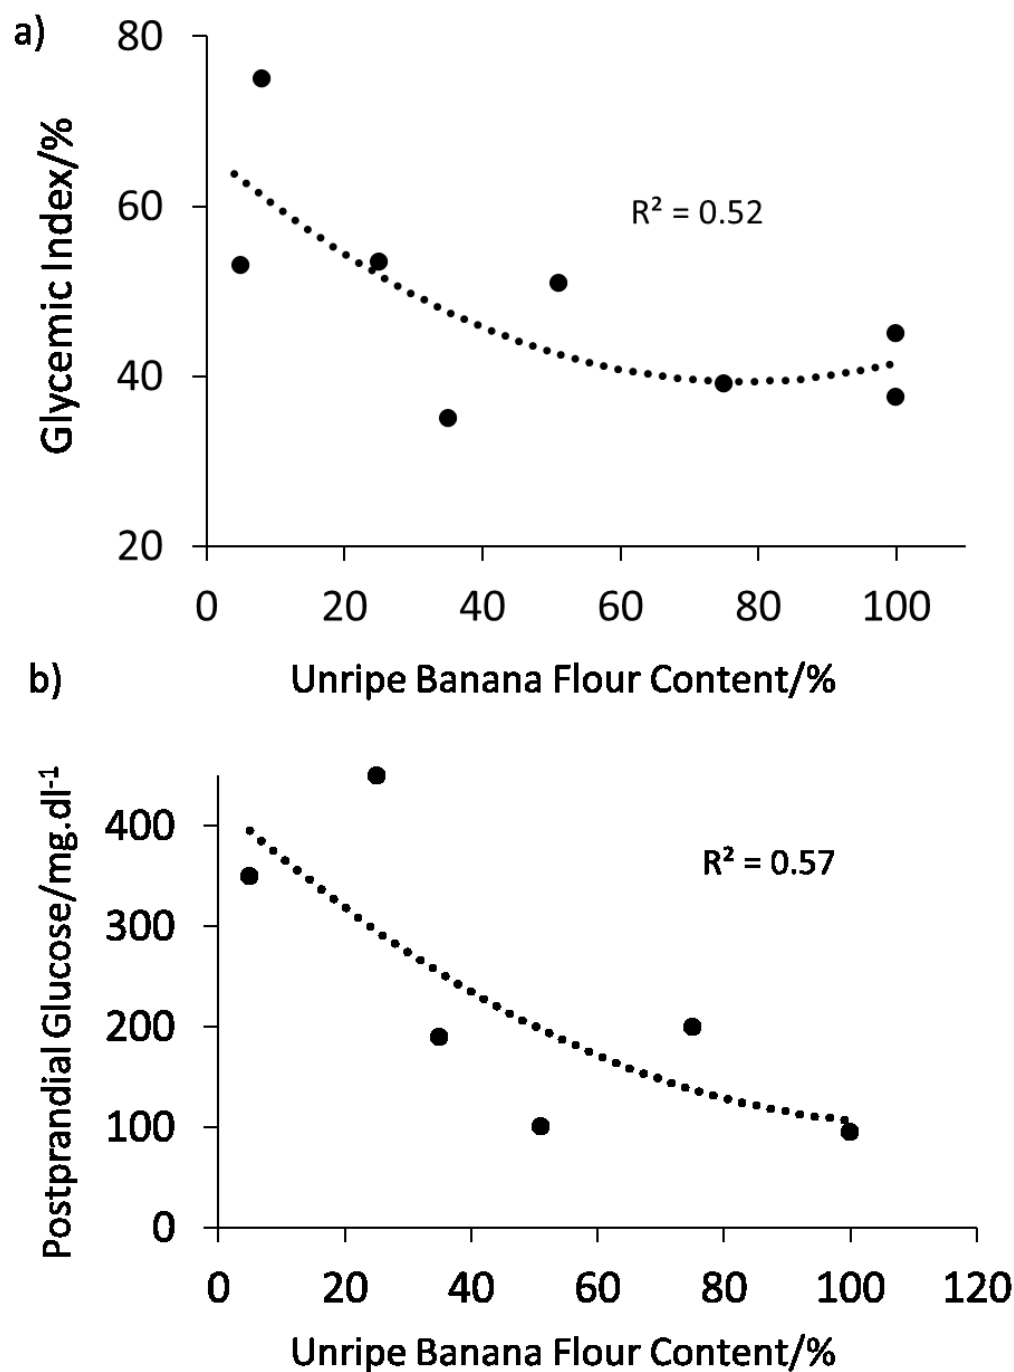 a)
80
60
40
20
Glycemic Index/%
R² = 0.52
0 20 40 60 80 100
Unripe Banana Flour Content/%
b)
400
300
200
100
0
Postprandial Glucose/mg.dl⁻¹
R² = 0.57
0 20 40 60 80 100 120
Unripe Banana Flour Content/%